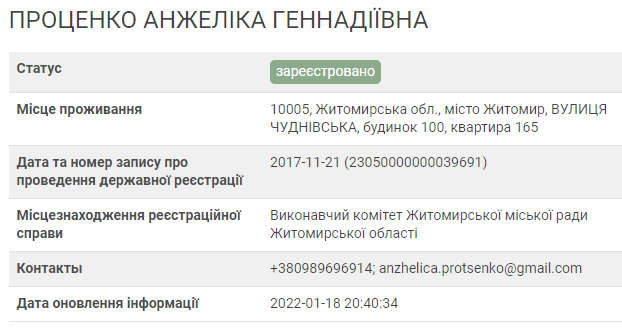 ПРОЦЕНКО АНЖЕЛІКА ГЕННАДІЇВНА
Статус
зареєстровано
Місце проживання
10005, Житомирська обл., місто Житомир, ВУЛИЦЯ
ЧУДНІВСЬКА, будинок 100, квартира 165
Дата та номер запису про
проведення державної реєстрації
2017-11-21 (23050000000039691)
Місцезнаходження реєстраційної
справи
Виконавчий комітет Житомирської міської ради
Житомирської області
Контакты
+380989696914; anzhelica.protsenko@gmail.com
Дата оновлення інформації
2022-01-18 20:40:34